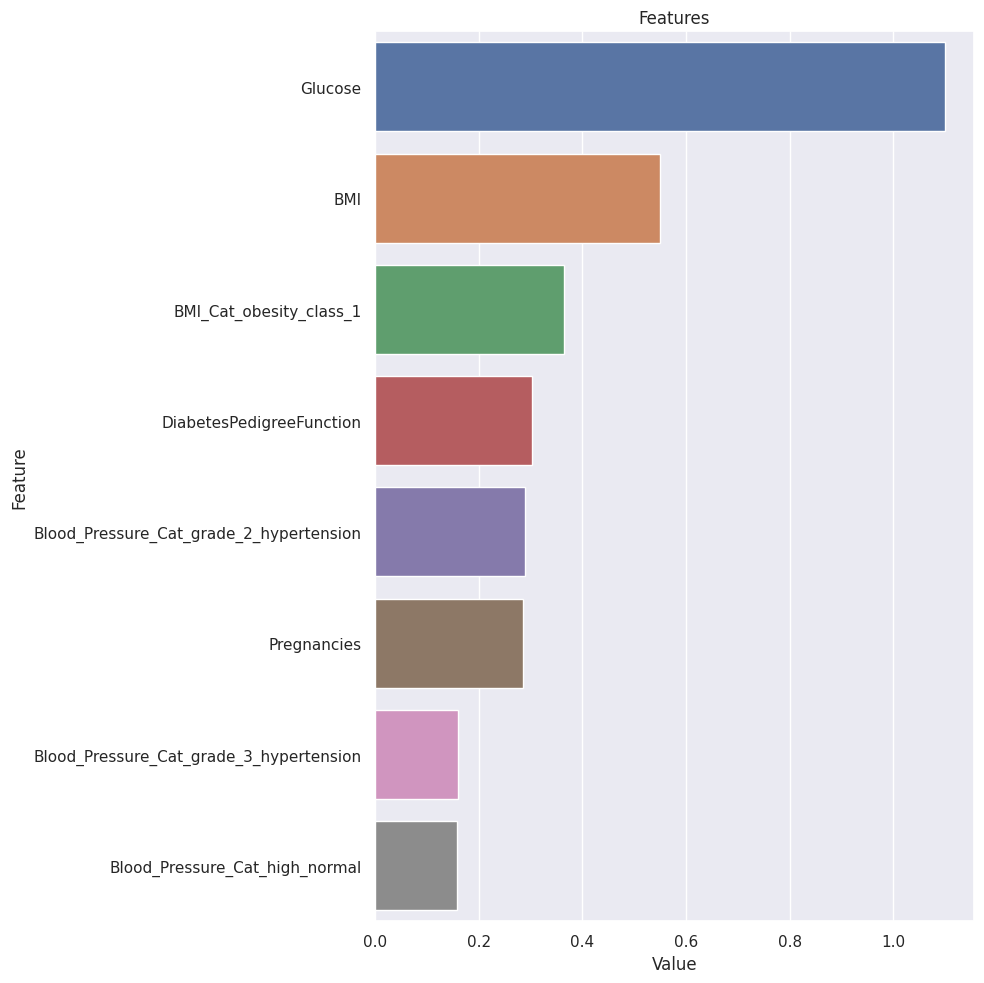 Features
Glucose
BMI
BMI_Cat_obesity_class_1
DiabetesPedigreeFunction
Blood_Pressure_Cat_grade_2_hypertension
Pregnancies
Blood_Pressure_Cat_grade_3_hypertension
Blood_Pressure_Cat_high_normal
Feature
0.0 0.2 0.4 0.6 0.8 1.0
Value